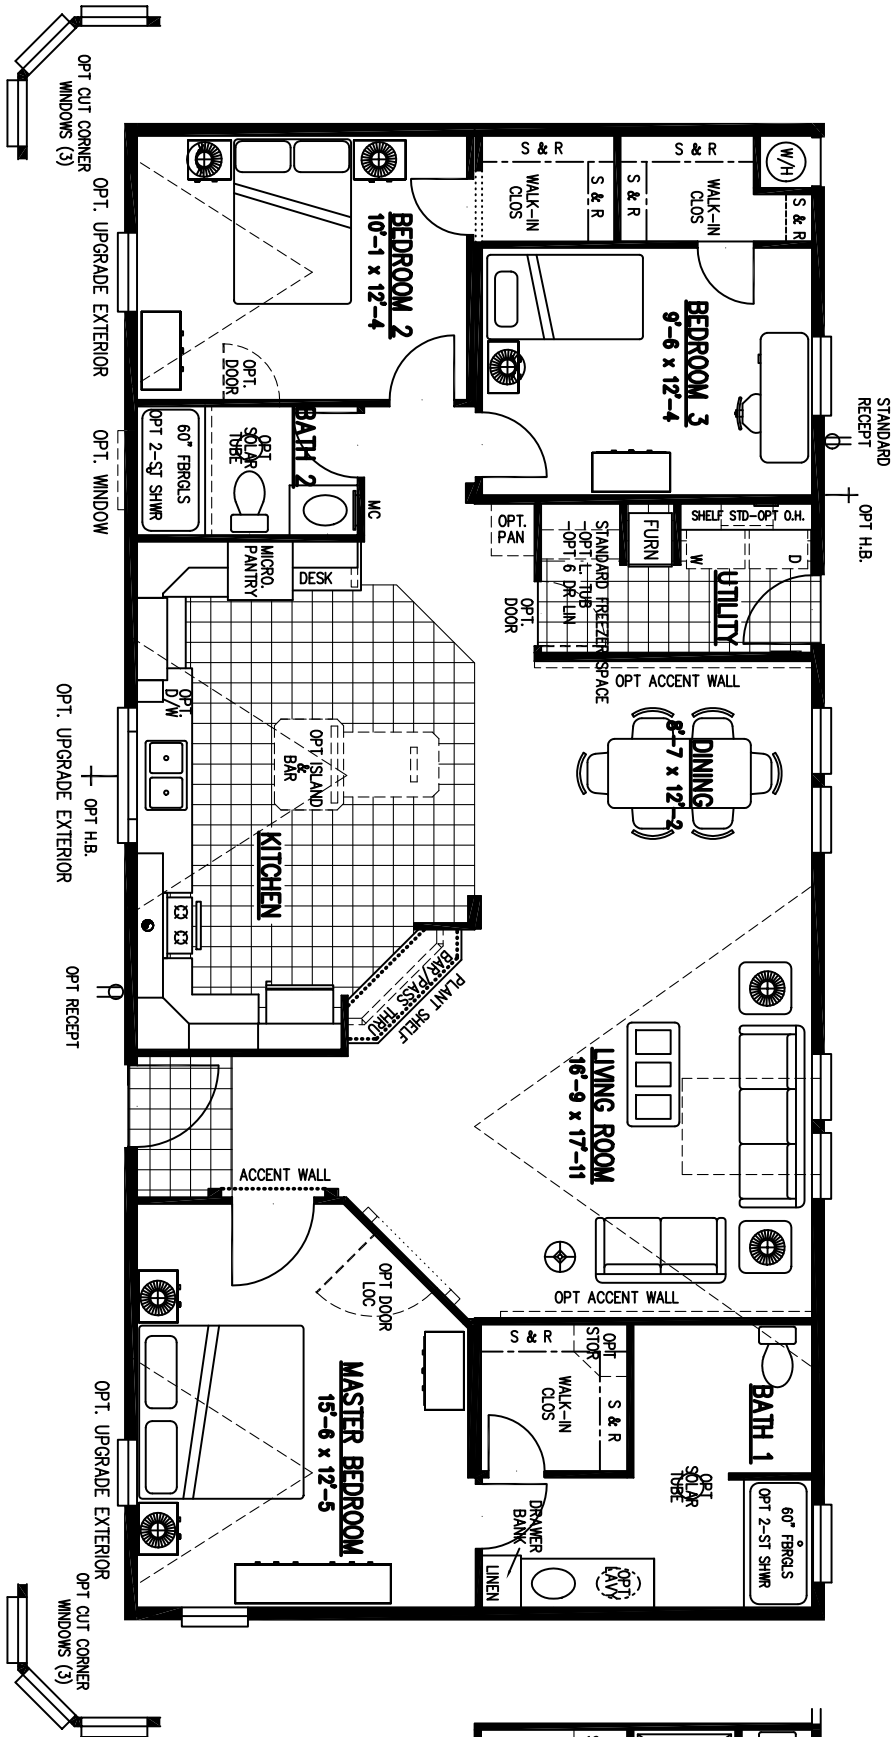 OPT CUT CORNER
WINDOWS (3)
OPT. UPGRADE EXTERIOR
BEDROOM 2
10'-1 x 12'-4
OPT.
DOOR
S & R
WALK-IN
CLOS
S & R
S & R
S & R
WALK-IN
CLOS
W/H
S & R
BEDROOM 3
9'-6 x 12'-4
STANDARD
RECEPT
OPT H.B.
OPT. WINDOW
60" FBRGLS
OPT 2-ST SHWR
OPT
SOLAR
TUBE
BATH 2
MC
OPT.
PAN
STANDARD FREEZER SPACE
-OPT L. TUB
-OPT 6 DR LIN
FURN
SHELF STD-OPT O.H.
W
D
UTILITY
OPT.
DOOR
MICRO.
PANTRY
DESK
OPT ACCENT WALL
OPT.
D/W
OPT. UPGRADE EXTERIOR
OPT H.B.
OPT ISLAND
&
BAR
KITCHEN
DINING
8'-7 x 12'-2
OPT RECEPT
PLANT SHELF
BAR/PASS THRU
LIVING ROOM
16'-9 x 17'-11
ACCENT WALL
OPT ACCENT WALL
OPT DOOR
LOC
MASTER BEDROOM
15'-6 x 12'-5
OPT. UPGRADE EXTERIOR
S & R
OPT
STOR
WALK-IN
CLOS
S & R
BATH 1
OPT
SOLAR
TUBE
60" FBRGLS
OPT 2-ST SHWR
DRAWER
BANK
LINEN
OPT
LAVY
OPT CUT CORNER
WINDOWS (3)